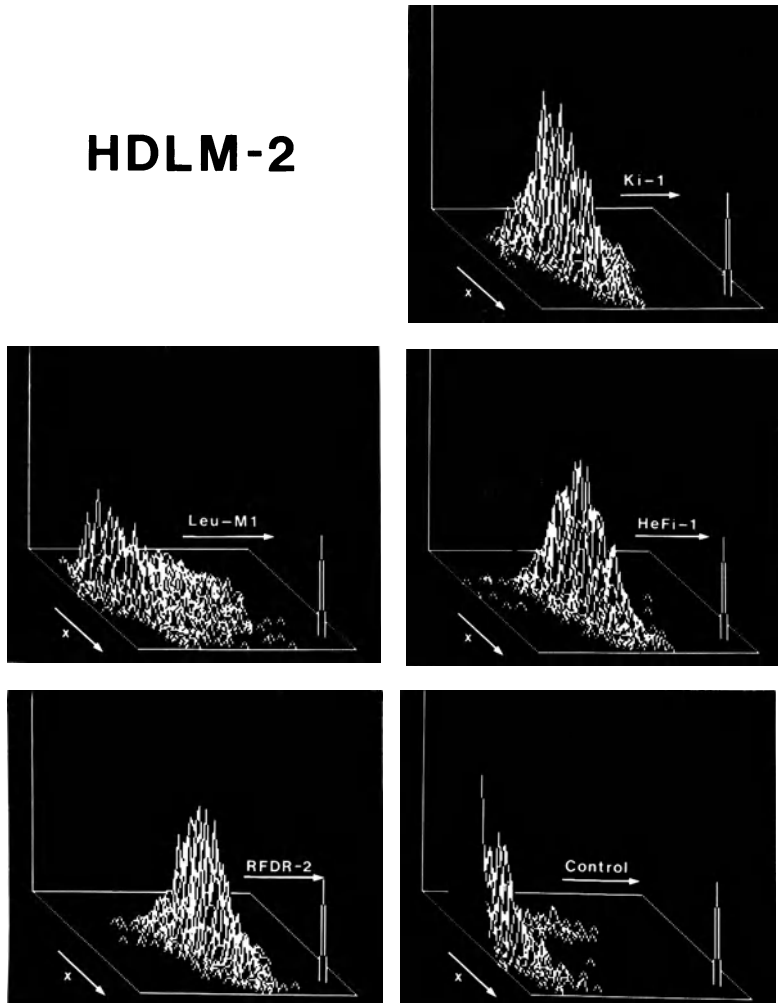 HDLM-2
Ki-1
X
Leu-M1
X
HeFi-1
X
RFDR-2
X
Control
X